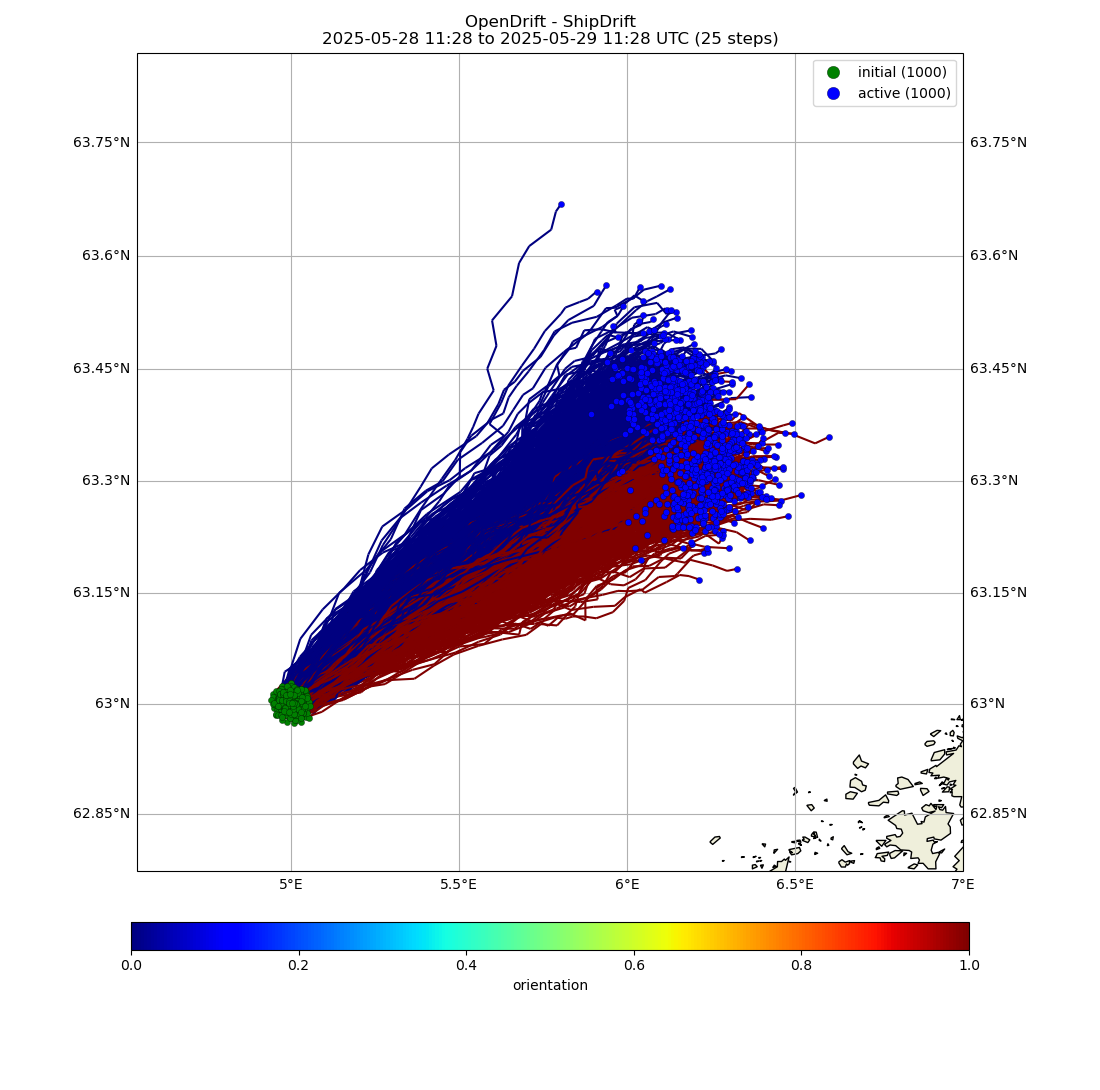 OpenDrift - ShipDrift
2025-05-28 11:28 to 2025-05-29 11:28 UTC (25 steps)
initial (1000)
active (1000)
63.75°N 63.75°N
63.6°N 63.6°N
63.45°N 63.45°N
63.3°N 63.3°N
63.15°N 63.15°N
63°N 63°N
62.85°N 62.85°N
5°E 5.5°E 6°E 6.5°E 7°E
0.0 0.2 0.4 0.6 0.8 1.0
orientation